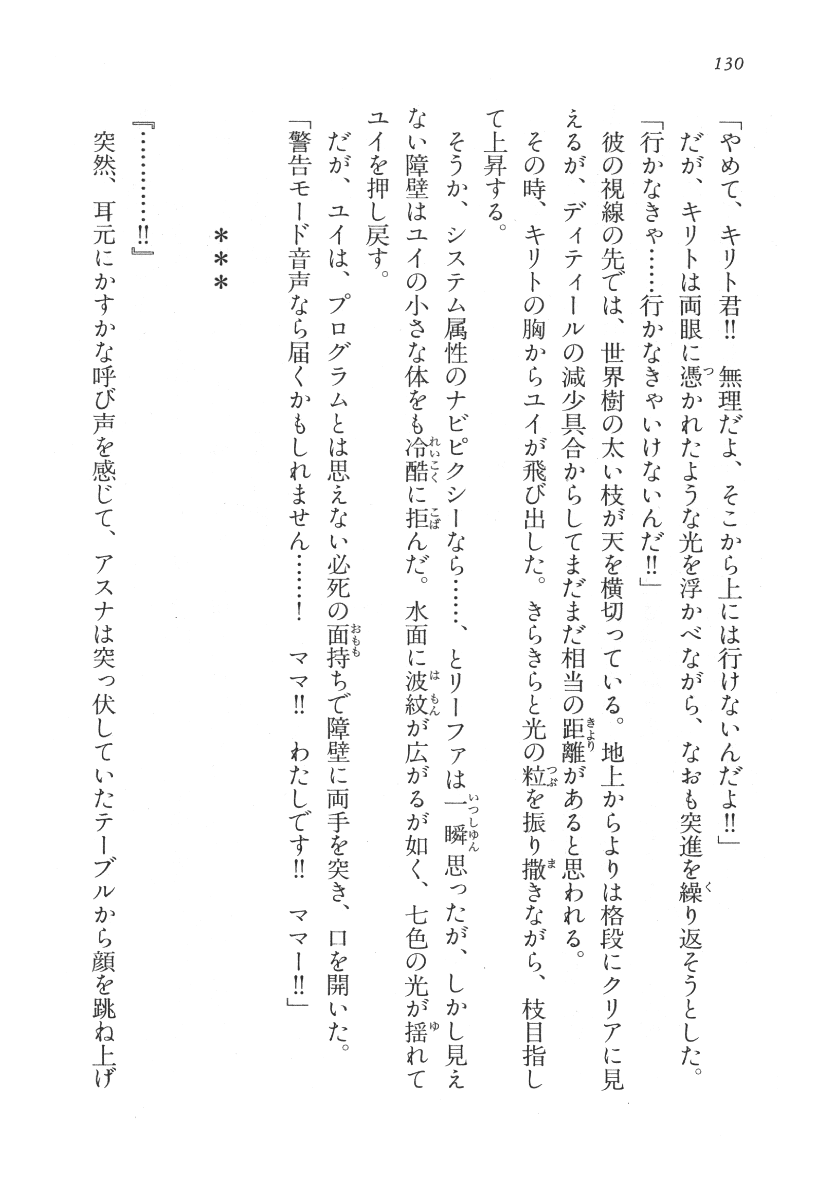 130
「やめて、キリト君!!　無理だよ、そこから上には行けないんだよ!!」
だが、キリトは両眼に憑かれたような光を浮かべながら、なおも突進を繰り返そうとした。
「行かなきゃ……行かなきゃいけないんだ!!」
彼の視線の先では、世界樹の太い枝が天を横切っている。地上からよりは格段にクリアに見
えるが、ディティールの減少具合からしてまだまだ相当の距離があると思われる。
その時、キリトの胸からユイが飛び出した。きらきらと光の粒を振り撒きながら、枝目指し
て上昇する。
そうか、システム属性のナビピクシーなら……、とリーファは一瞬思ったが、しかし見え
ない障壁はユイの小さな体をも冷酷に拒んだ。水面に波紋が広がるが如く、七色の光が揺れて
ユイを押し戻す。
だが、ユイは、プログラムとは思えない必死の面持ちで障壁に両手を突き、口を開いた。
「警告モード音声なら届くかもしれません……！　ママ!!　わたしです!!　ママー!!」
＊＊＊
『…………!!』
突然、耳元にかすかな呼び声を感じて、アスナは突っ伏していたテーブルから顔を跳ね上げ